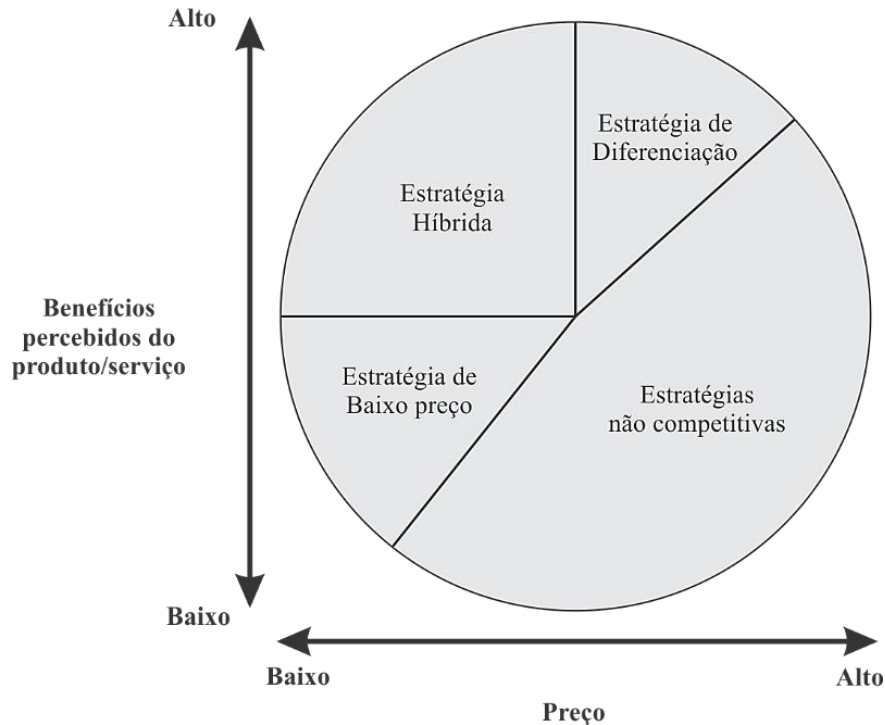 Alto
Estratégia de
Diferenciação
Estratégia
Híbrida
Benefícios
percebidos do
produto/serviço
Estratégia de
Baixo preço
Estratégias
não competitivas
Baixo
Baixo
Alto
Preço